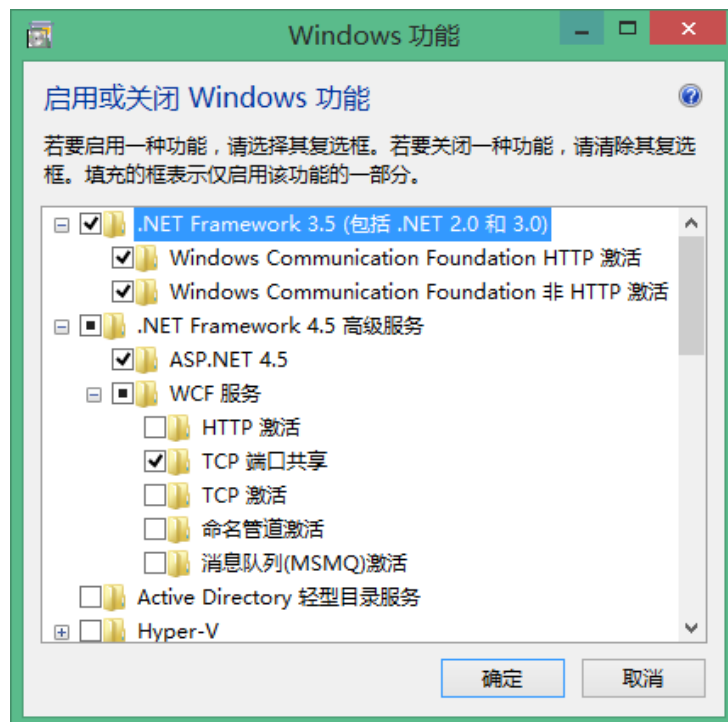 Windows 功能
启用或关闭 Windows 功能
若要启用一种功能，请选择其复选框。若要关闭一种功能，请清除其复选
框。填充的框表示仅启用该功能的一部分。
.NET Framework 3.5 (包括 .NET 2.0 和 3.0)
Windows Communication Foundation HTTP 激活
Windows Communication Foundation 非 HTTP 激活
.NET Framework 4.5 高级服务
ASP.NET 4.5
WCF 服务
HTTP 激活
TCP 端口共享
TCP 激活
命名管道激活
消息队列(MSMQ)激活
Active Directory 轻型目录服务
Hyper-V
确定 取消